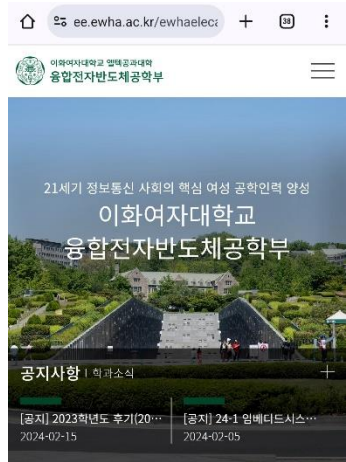 ee.ewha.ac.kr/ewhaelec
38
이화여자대학교 엘텍공과대학
융합전자반도체공학부
21세기 정보통신 사회의 핵심 여성 공학인력 양성
이화여자대학교
융합전자반도체공학부
공지사항 | 학과소식 +
[공지] 2023학년도 후기(20… [공지] 24-1 임베디드시스…
2024-02-15 2024-02-05